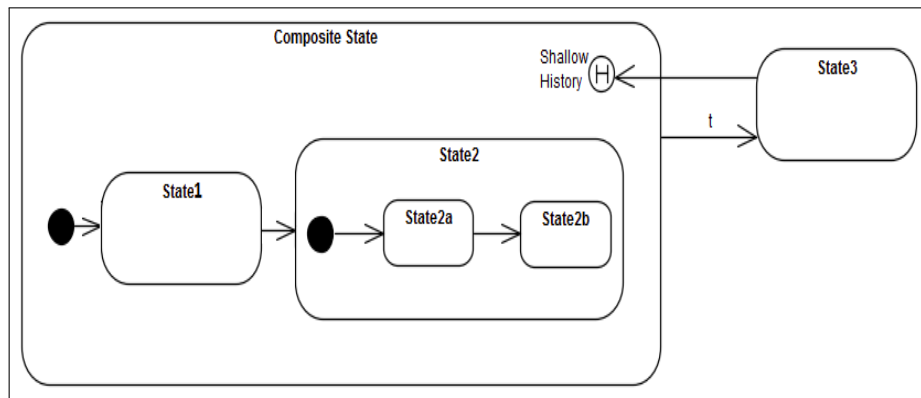 Composite State
Shallow
History
H
State3
t
State2
State1
State2a
State2b